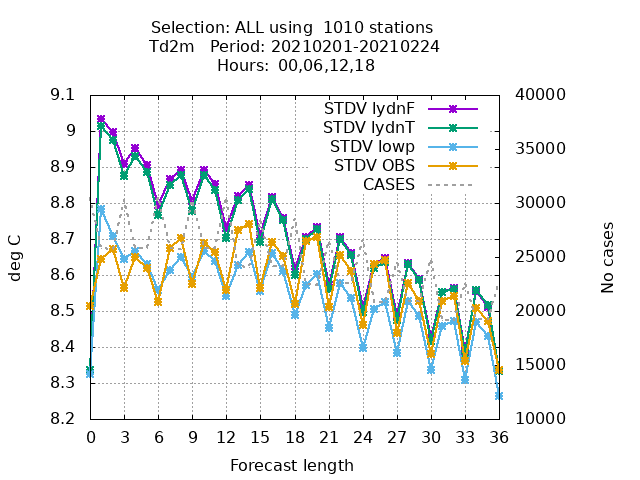 Selection: ALL using  1010 stations
Td2m   Period: 20210201-20210224
Hours:  00,06,12,18
STDV lydnF
STDV lydnT
STDV lowp
STDV OBS
CASES
9.1
9
8.9
8.8
8.7
8.6
8.5
8.4
8.3
8.2
deg C
40000
35000
30000
25000
20000
15000
10000
No cases
0 3 6 9 12 15 18 21 24 27 30 33 36
Forecast length